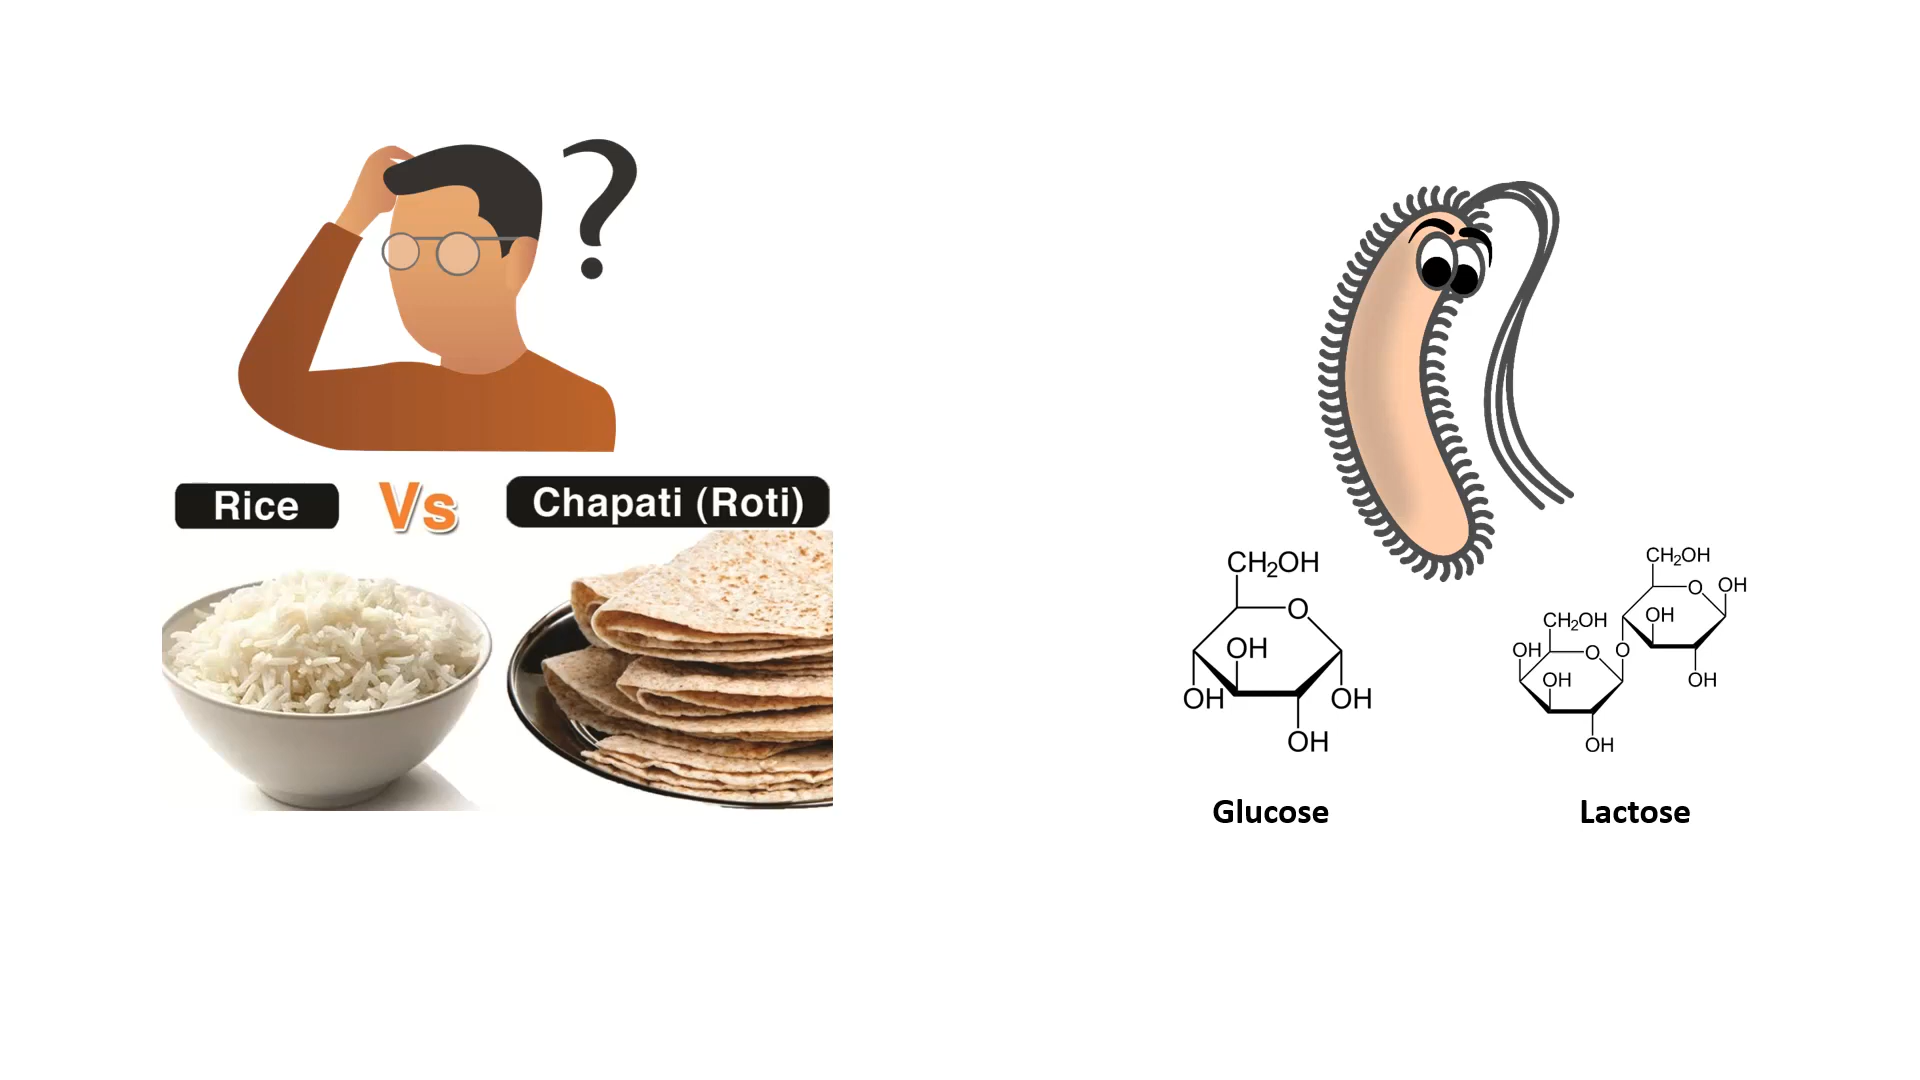 ?
Rice Vs Chapati (Roti)
CH₂OH
O
OH
OH
OH
OH
CH₂OH
O
OH
OH
CH₂OH
OH
O
O
OH
OH
OH
Glucose
Lactose